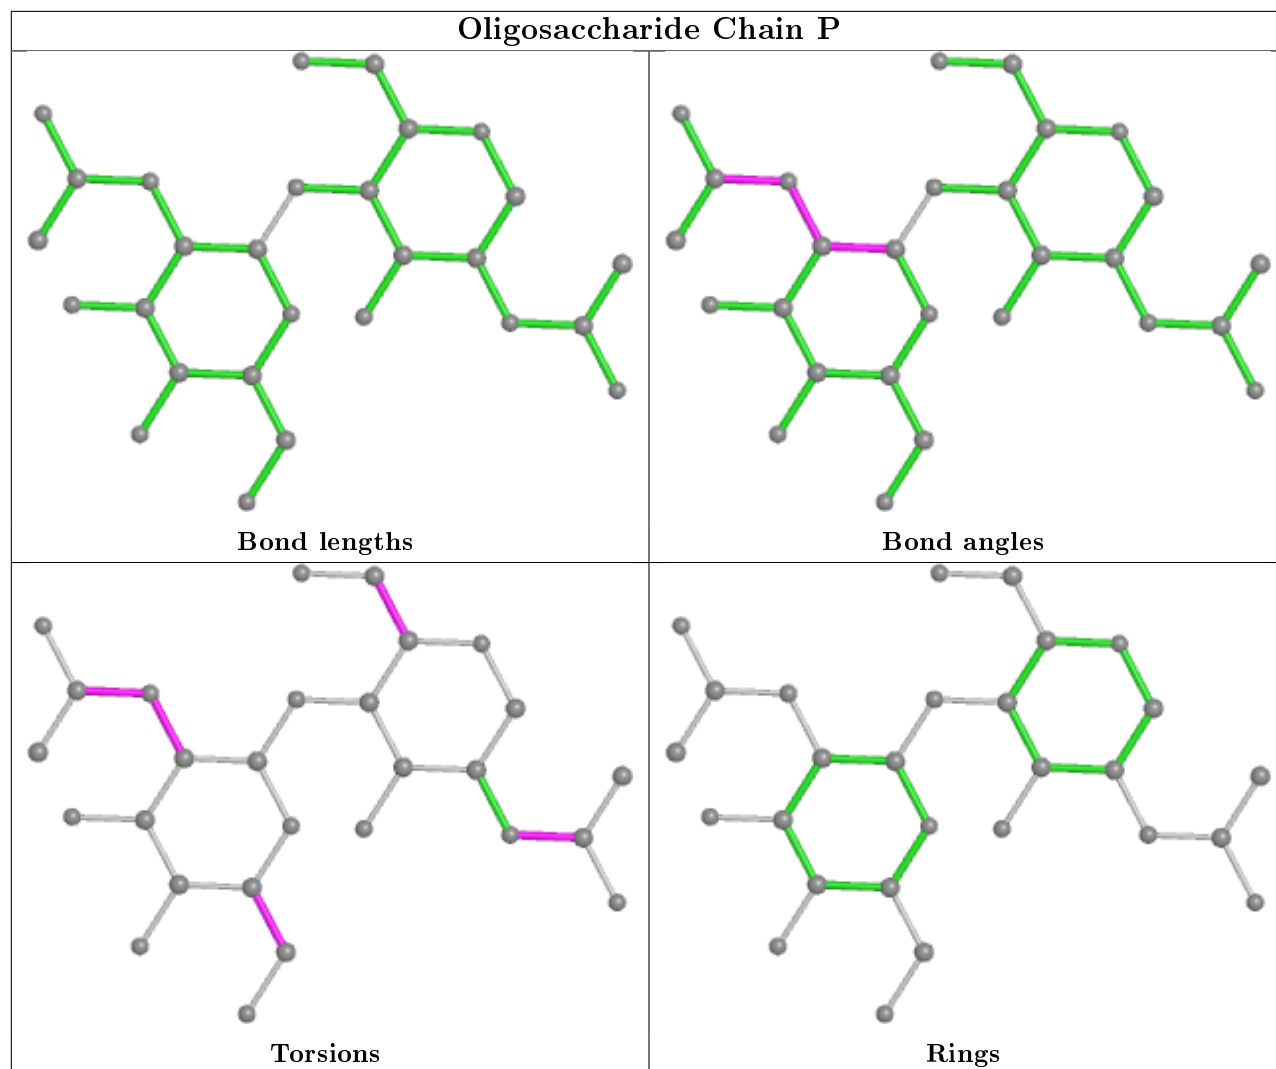 Oligosaccharide Chain P
Bond lengths
Bond angles
Torsions
Rings